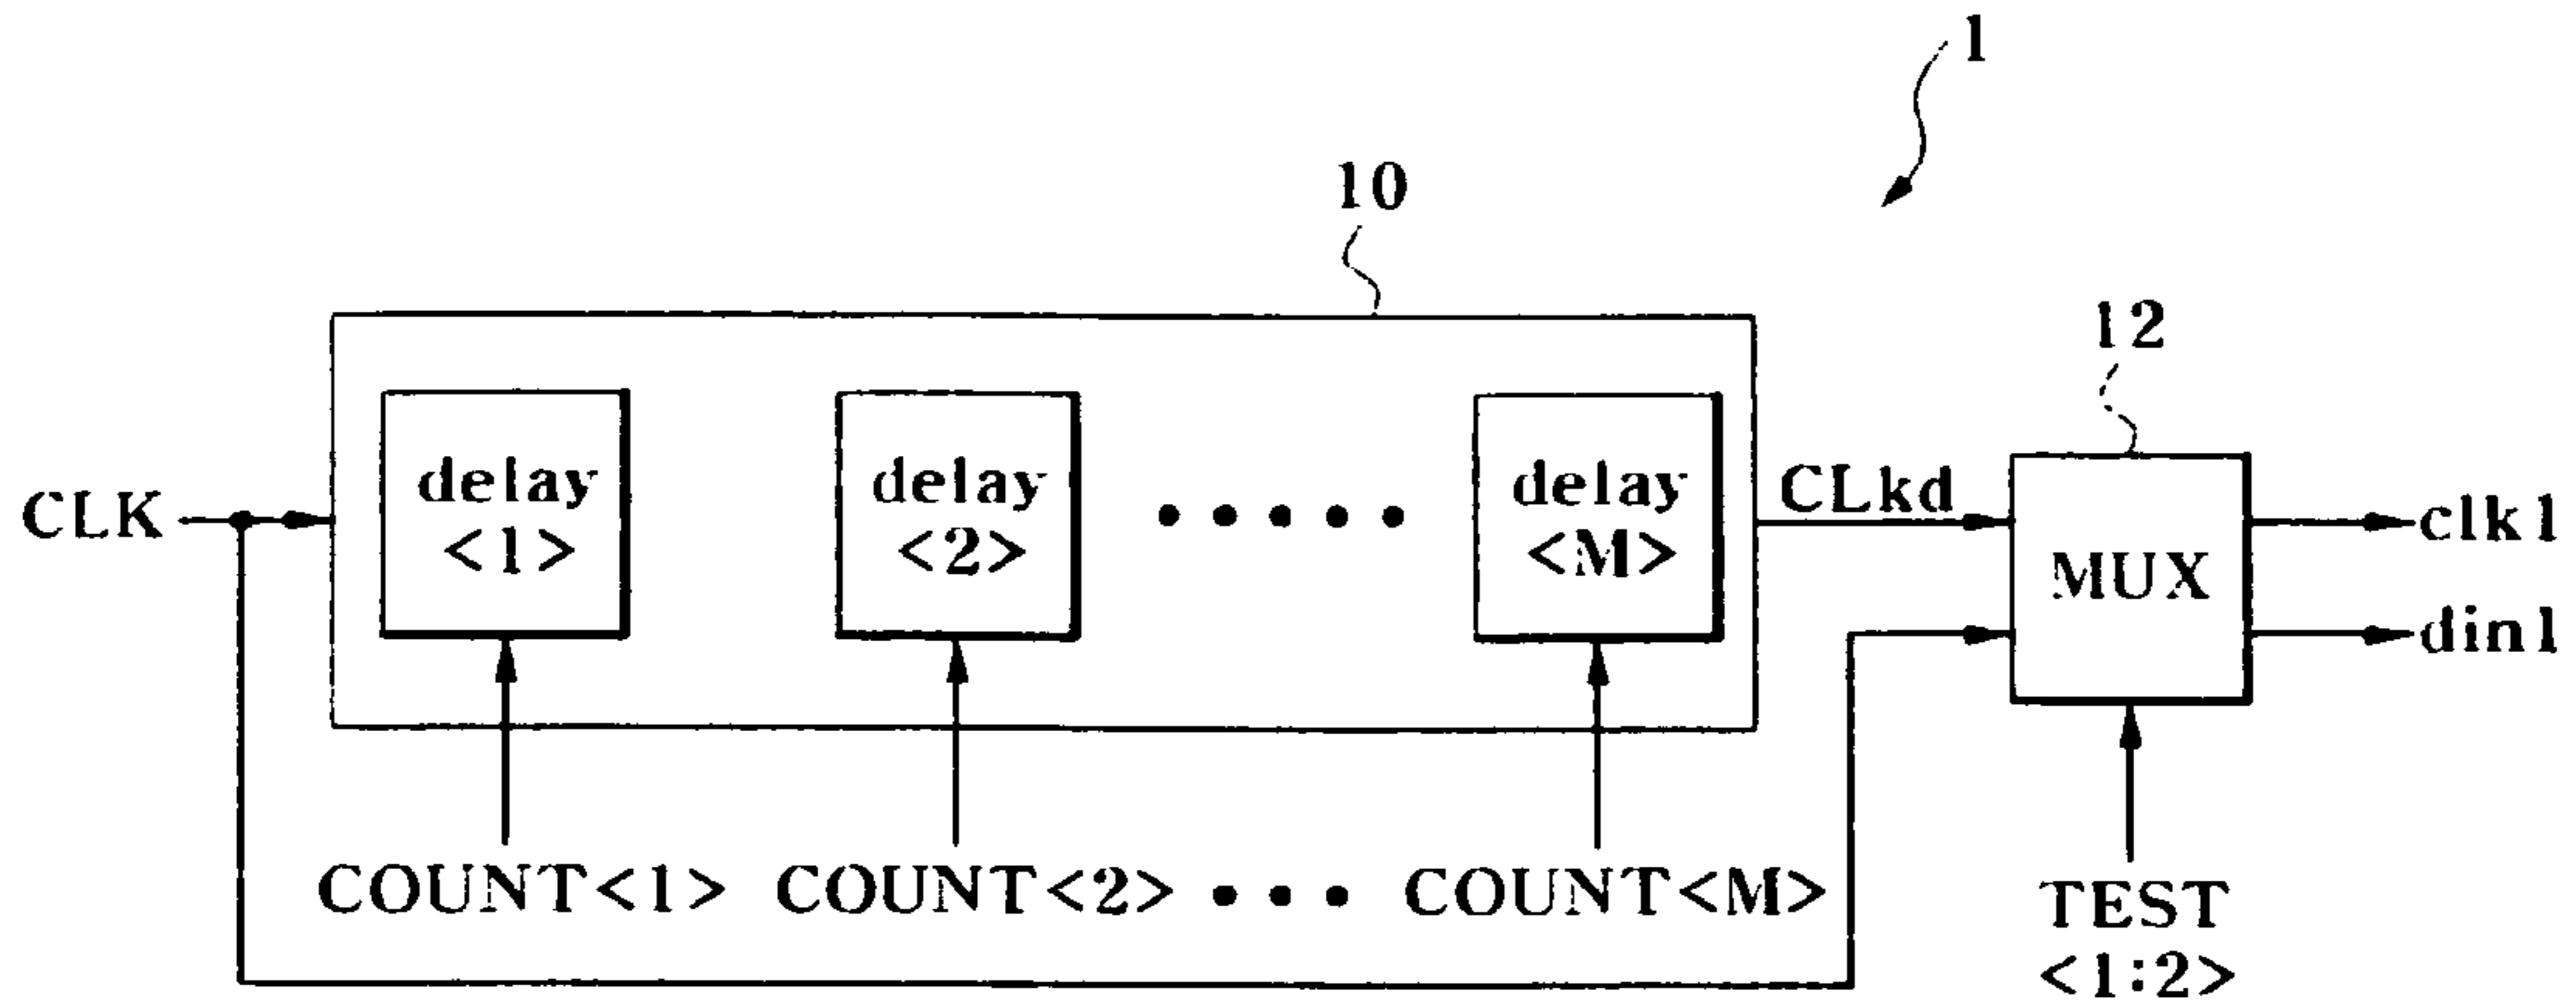 1
10
12
delay
<1>
delay
<2>
delay
<M>
CLK
CLkd
MUX
clk1
din1
COUNT<1>
COUNT<2>
COUNT<M>
TEST
<1:2>